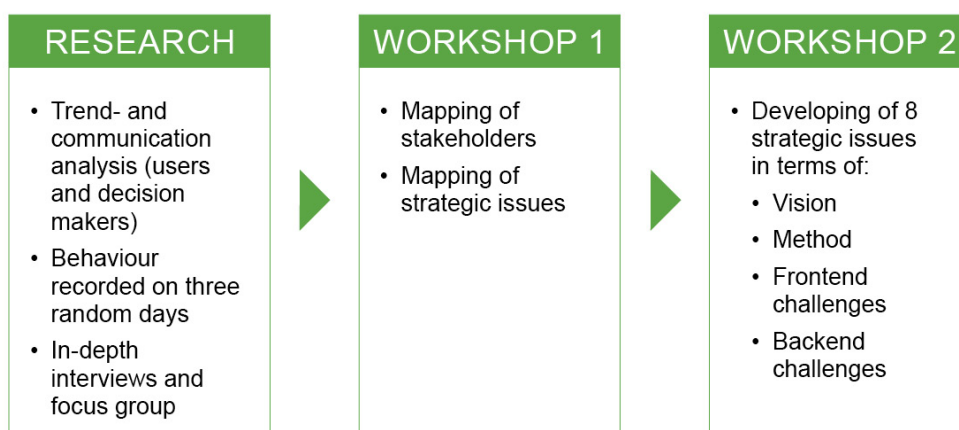 RESEARCH
• Trend- and
communication
analysis (users
and decision
makers)
• Behaviour
recorded on three
random days
• In-depth
interviews and
focus group
WORKSHOP 1
• Mapping of
stakeholders
• Mapping of
strategic issues
WORKSHOP 2
• Developing of 8
strategic issues
in terms of:
• Vision
• Method
• Frontend
challenges
• Backend
challenges